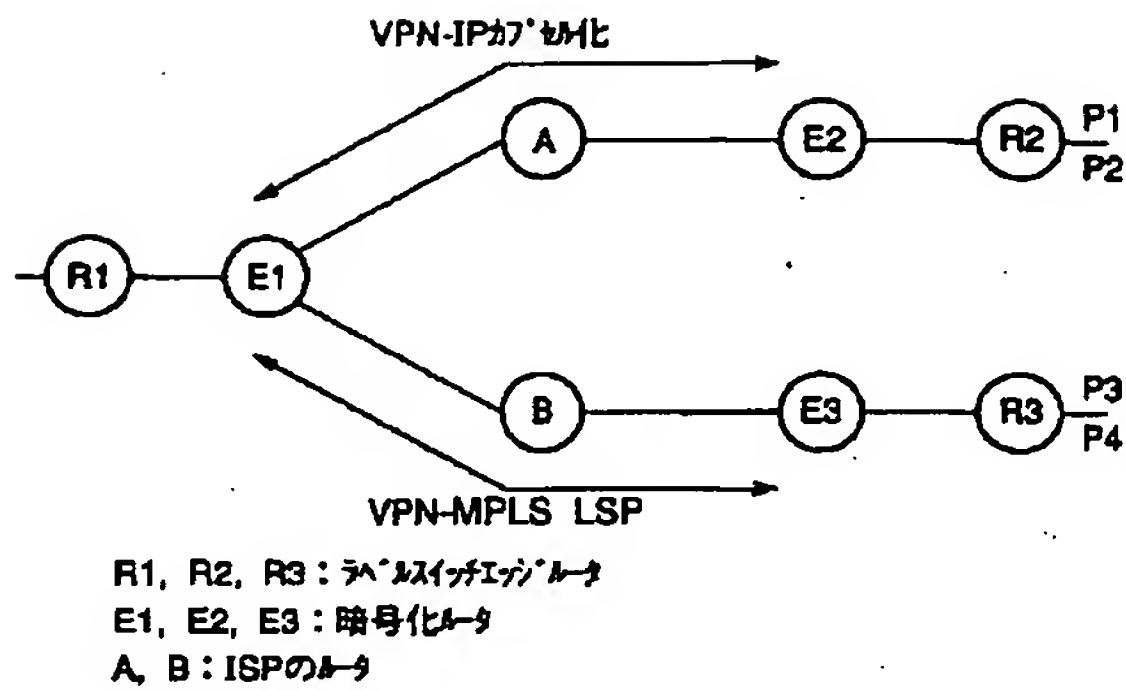 VPN-IPｶﾌﾟｾﾙ化
A
E2
R2
P1
P2
R1
E1
B
E3
R3
P3
P4
VPN-MPLS LSP
R1, R2, R3：ﾗﾍﾞﾙｽｲｯﾁｴｯｼﾞﾙｰﾀ
E1, E2, E3：暗号化ﾙｰﾀ
A, B：ISPのﾙｰﾀ